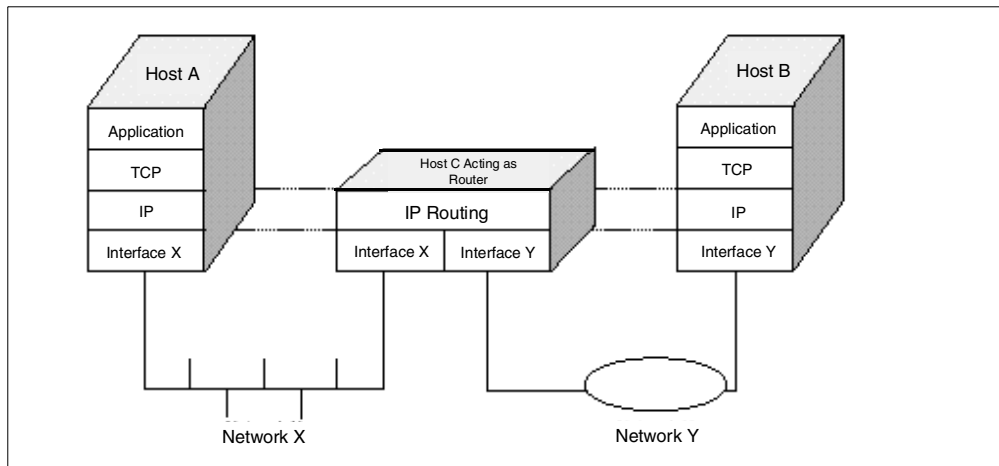 Host A
Application
TCP
IP
Interface X
Host C Acting as
Router
IP Routing
Interface X
Interface Y
Host B
Application
TCP
IP
Interface Y
Network X
Network Y